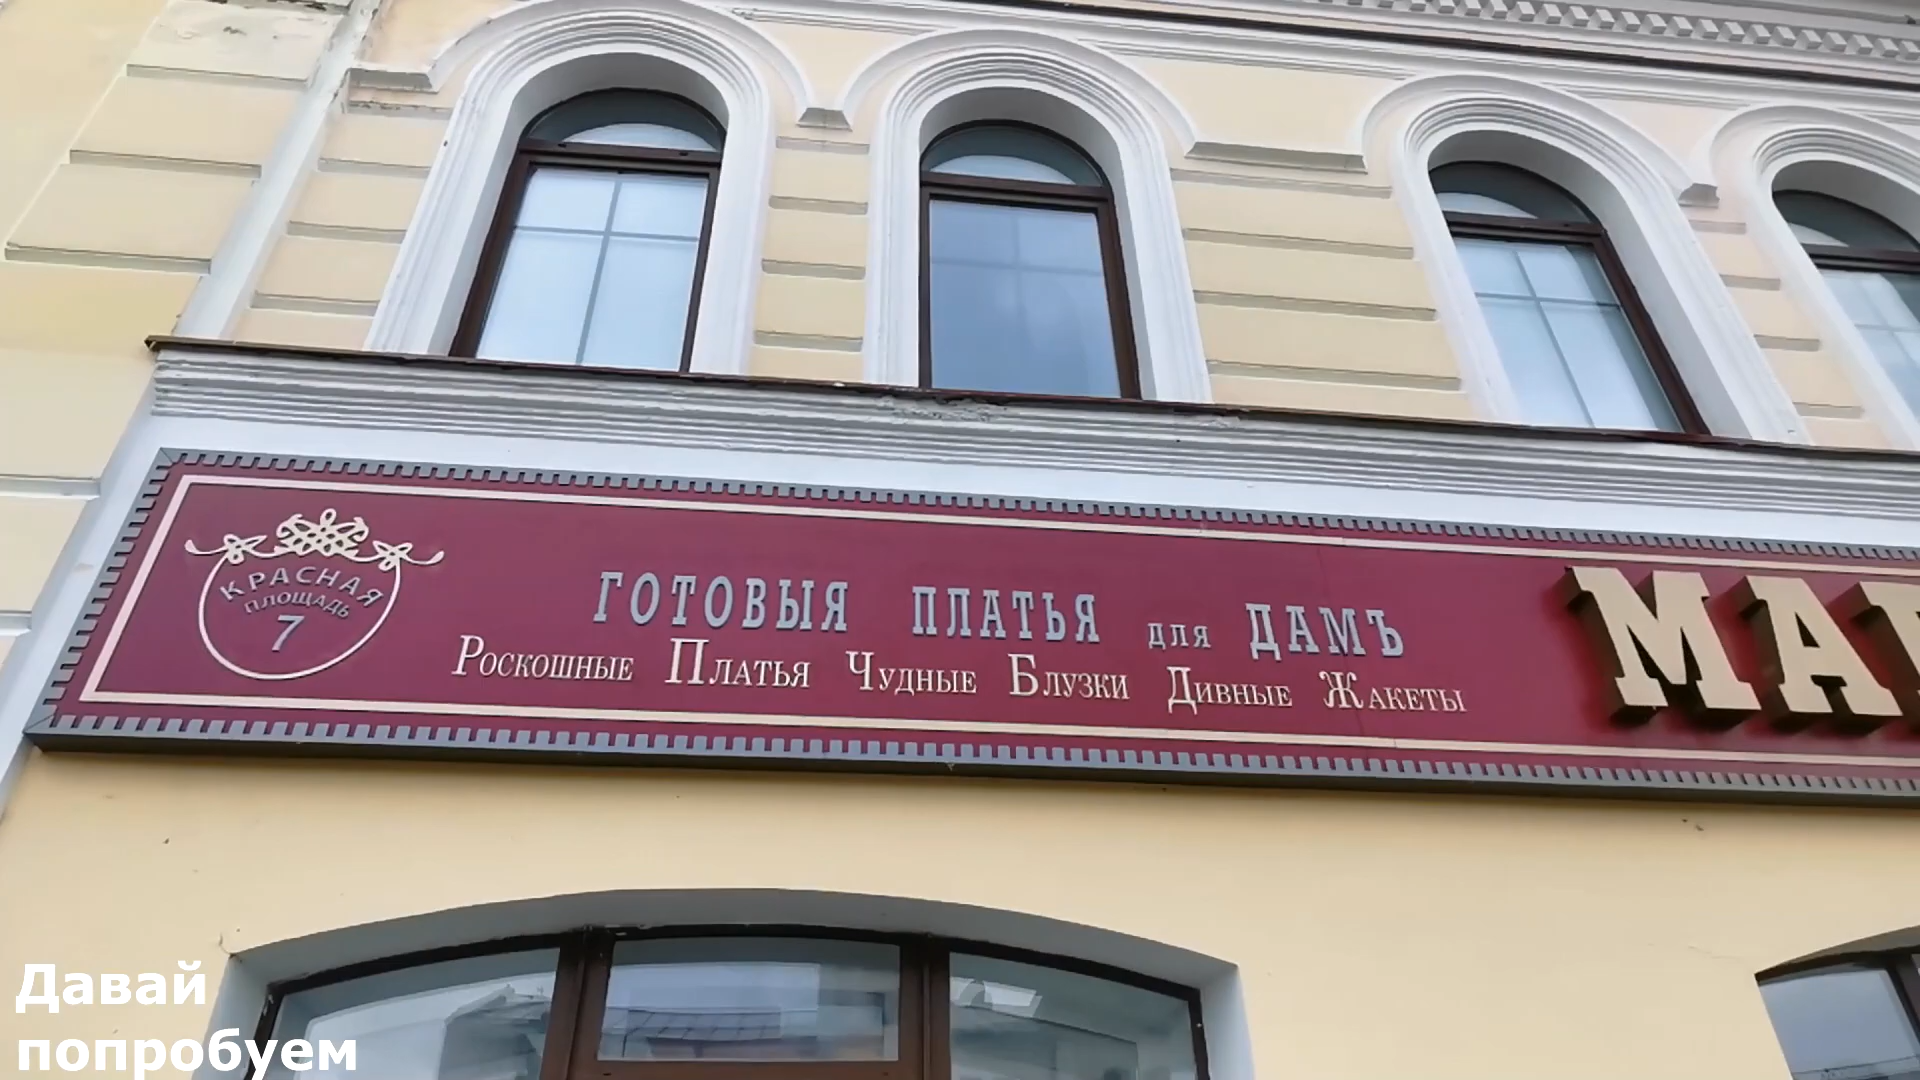 КРАСНАЯ
ПЛОЩАДЬ
7
ГОТОВЫЯ ПЛАТЬЯ для ДАМЪ
Роскошные Платья Чудные Блузки Дивные Жакеты
Давай
попробуем